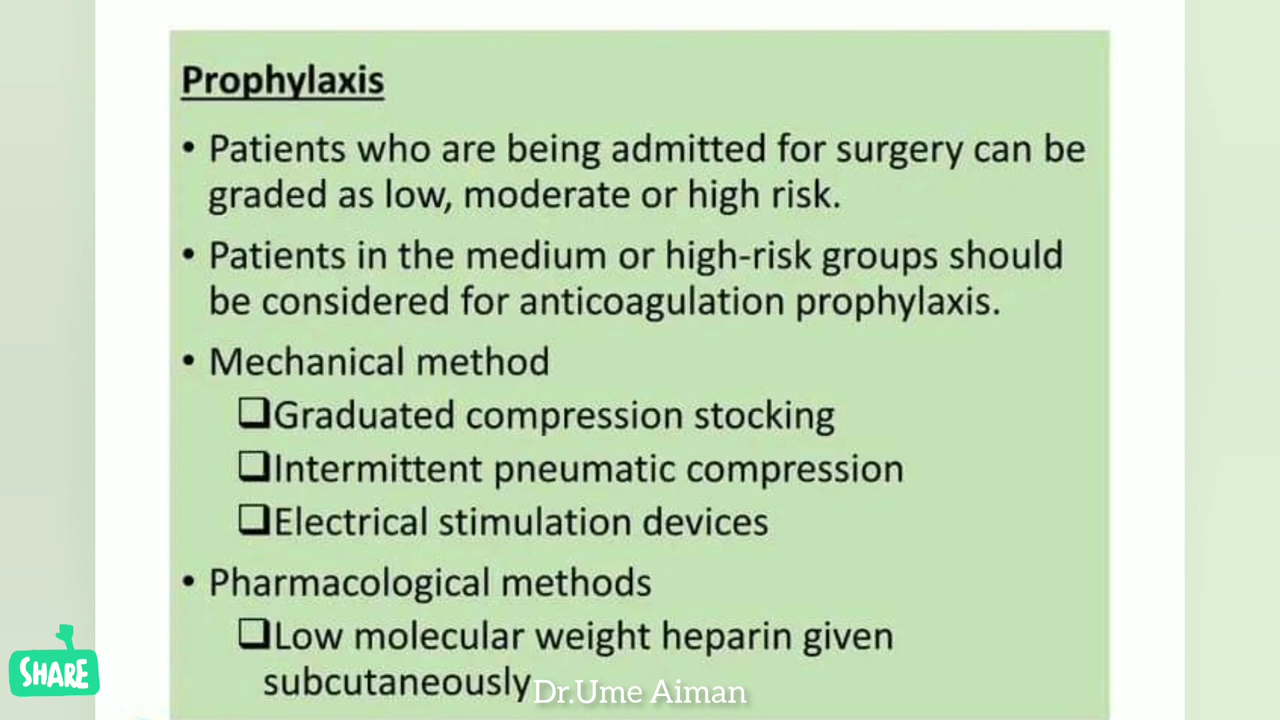 Prophylaxis
• Patients who are being admitted for surgery can be
graded as low, moderate or high risk.
• Patients in the medium or high-risk groups should
be considered for anticoagulation prophylaxis.
• Mechanical method
❑Graduated compression stocking
❑Intermittent pneumatic compression
❑Electrical stimulation devices
• Pharmacological methods
❑Low molecular weight heparin given
subcutaneously
Dr.Ume Aiman
SHARE